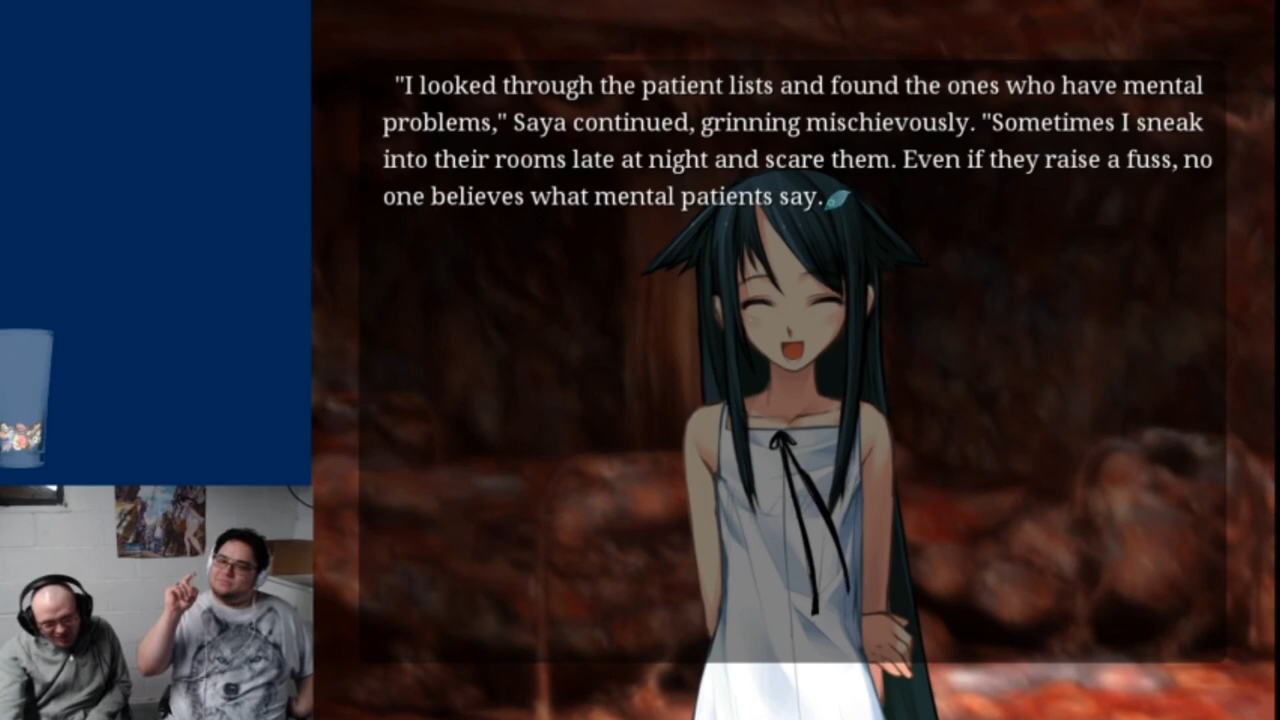 "I looked through the patient lists and found the ones who have mental
problems," Saya continued, grinning mischievously. "Sometimes I sneak
into their rooms late at night and scare them. Even if they raise a fuss, no
one believes what mental patients say.